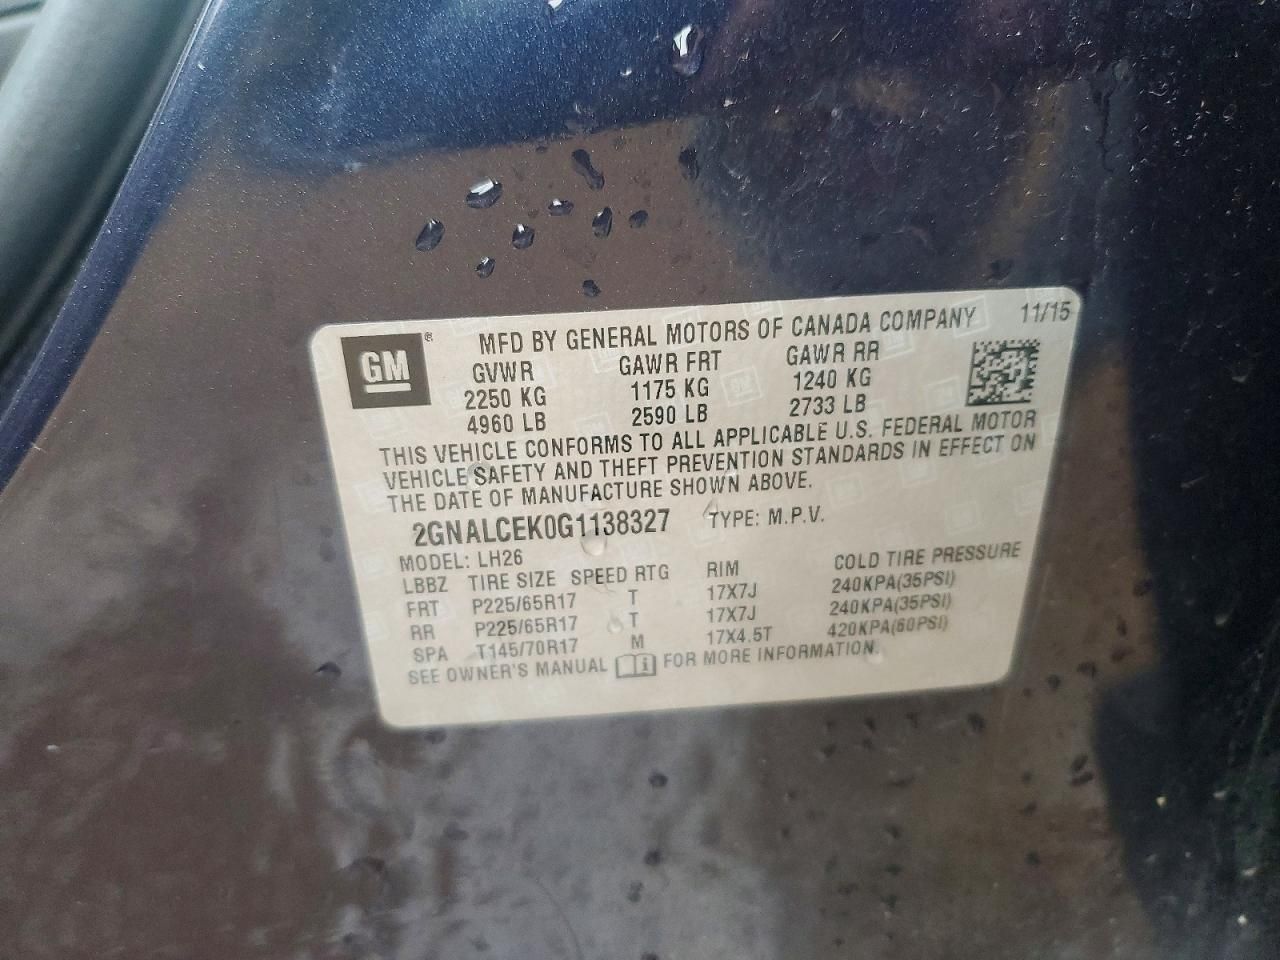 GM ® MFD BY GENERAL MOTORS OF CANADA COMPANY 11/15
GVWR GAWR FRT GAWR RR
2250 KG 1175 KG 1240 KG
4960 LB 2590 LB 2733 LB
THIS VEHICLE CONFORMS TO ALL APPLICABLE U.S. FEDERAL MOTOR
VEHICLE SAFETY AND THEFT PREVENTION STANDARDS IN EFFECT ON
THE DATE OF MANUFACTURE SHOWN ABOVE.
2GNALCEK0G1138327 TYPE: M.P.V.
MODEL: LH26
LBBZ TIRE SIZE SPEED RTG RIM COLD TIRE PRESSURE
FRT P225/65R17 T 17X7J 240KPA(35PSI)
RR P225/65R17 T 17X7J 240KPA(35PSI)
SPA T145/70R17 M 17X4.5T 420KPA(60PSI)
SEE OWNER'S MANUAL FOR MORE INFORMATION.